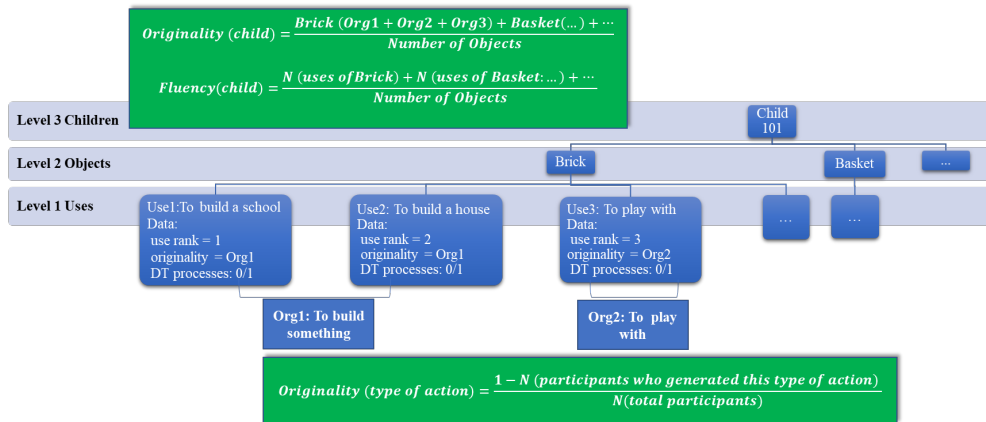 Originality (child) = Brick (Org1 + Org2 + Org3) + Basket(…) + ⋯ / Number of Objects
Fluency(child) = N (uses ofBrick) + N (uses of Basket: …) + ⋯ / Number of Objects
Level 3 Children
Child
101
Level 2 Objects
Brick
Basket
...
Level 1 Uses
Use1:To build a school
Data:
use rank = 1
originality = Org1
DT processes: 0/1
Use2: To build a house
Data:
use rank = 2
originality = Org1
DT processes: 0/1
Use3: To play with
Data:
use rank = 3
originality = Org2
DT processes: 0/1
…
…
Org1: To build
something
Org2: To play
with
Originality (type of action) = 1 − N (participants who generated this type of action) / N(total participants)